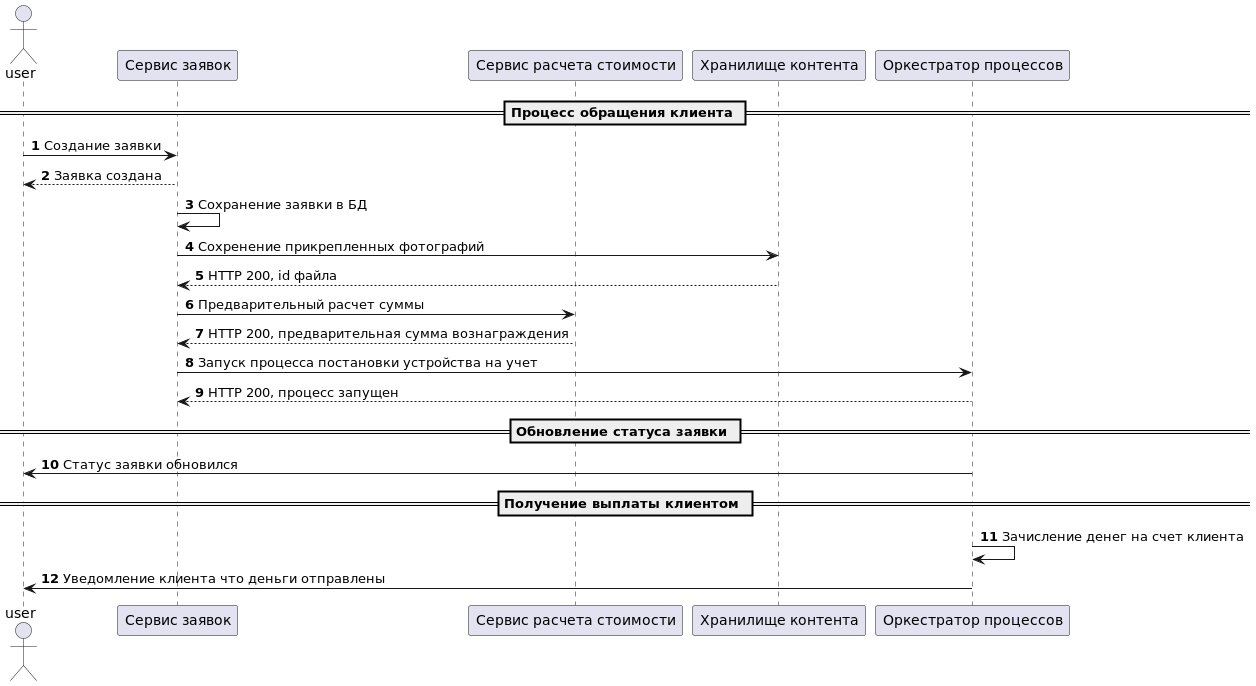 user
Сервис заявок
Сервис расчета стоимости
Хранилище контента
Оркестратор процессов
Процесс обращения клиента
1 Создание заявки
2 Заявка создана
3 Сохранение заявки в БД
4 Сохренение прикрепленных фотографий
5 HTTP 200, id файла
6 Предварительный расчет суммы
7 HTTP 200, предварительная сумма вознаграждения
8 Запуск процесса постановки устройства на учет
9 HTTP 200, процесс запущен
Обновление статуса заявки
10 Статус заявки обновился
Получение выплаты клиентом
11 Зачисление денег на счет клиента
12 Уведомление клиента что деньги отправлены
user
Сервис заявок
Сервис расчета стоимости
Хранилище контента
Оркестратор процессов